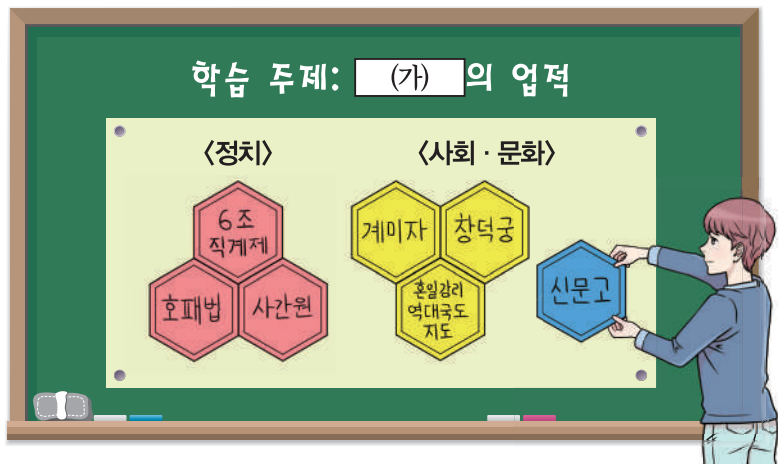 학습 주제: (가)의 업적
<정치>
<사회·문화>
6조
직계제
호패법
사간원
계미자
창덕궁
혼일강리
역대국도
지도
신문고